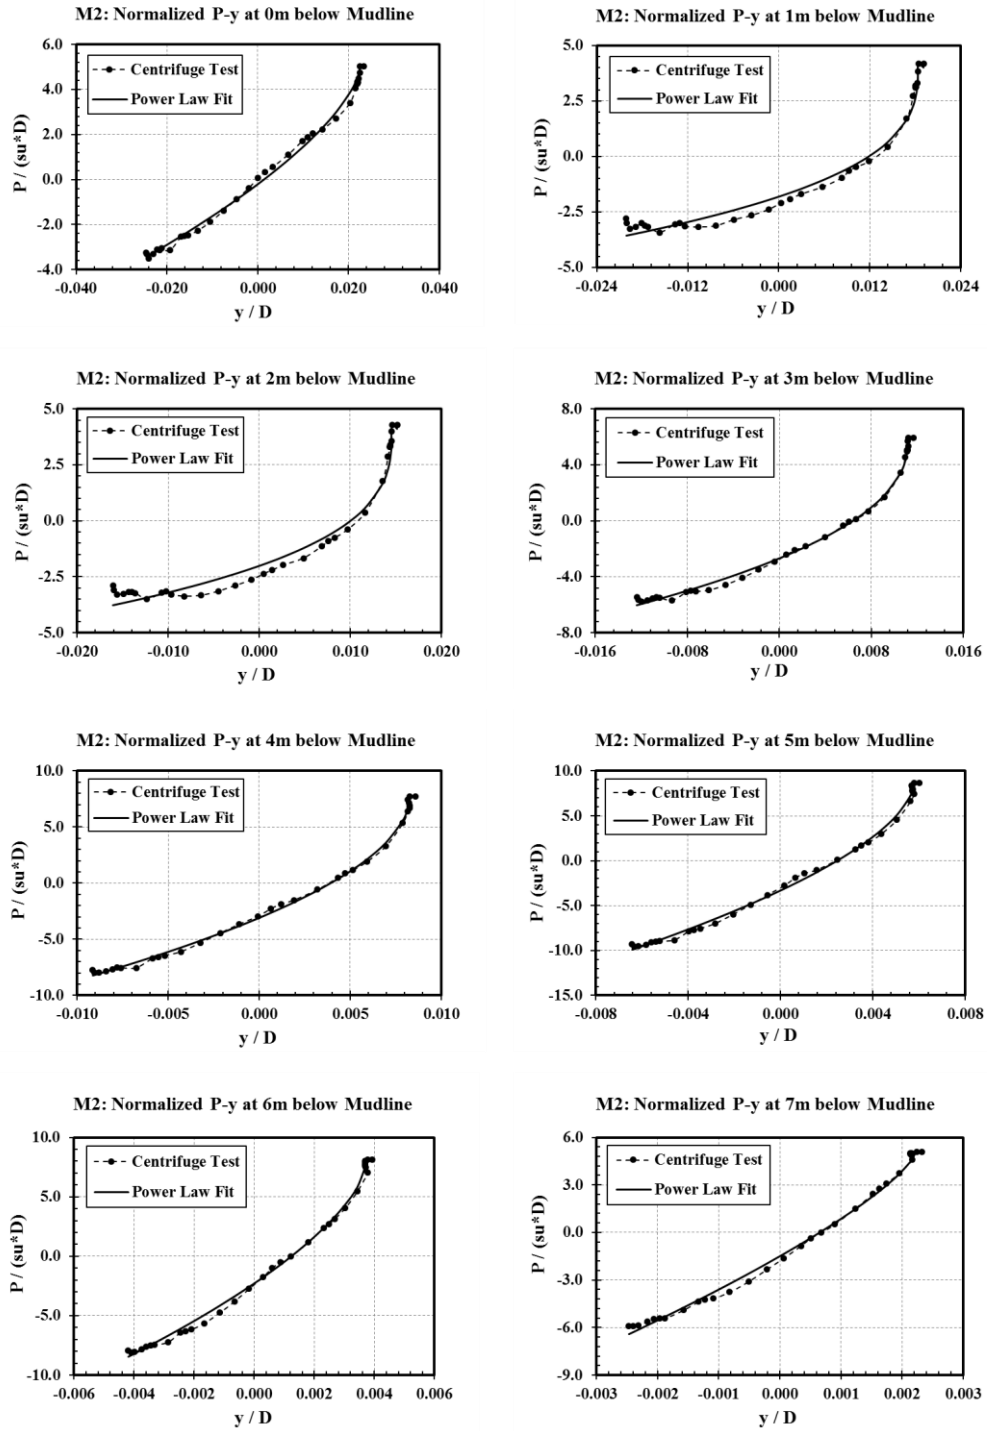 M2: Normalized P-y at 0m below Mudline
6.0
4.0
2.0
0.0
-2.0
-4.0
P / (su*D)
Centrifuge Test
Power Law Fit
-0.040 -0.020 0.000 0.020 0.040
y / D
M2: Normalized P-y at 1m below Mudline
5.0
2.5
0.0
-2.5
-5.0
P / (su*D)
Centrifuge Test
Power Law Fit
-0.024 -0.012 0.000 0.012 0.024
y / D
M2: Normalized P-y at 2m below Mudline
5.0
2.5
0.0
-2.5
-5.0
P / (su*D)
Centrifuge Test
Power Law Fit
-0.020 -0.010 0.000 0.010 0.020
y / D
M2: Normalized P-y at 3m below Mudline
8.0
4.0
0.0
-4.0
-8.0
P / (su*D)
Centrifuge Test
Power Law Fit
-0.016 -0.008 0.000 0.008 0.016
y / D
M2: Normalized P-y at 4m below Mudline
10.0
5.0
0.0
-5.0
-10.0
P / (su*D)
Centrifuge Test
Power Law Fit
-0.010 -0.005 0.000 0.005 0.010
y / D
M2: Normalized P-y at 5m below Mudline
10.0
5.0
0.0
-5.0
-10.0
-15.0
P / (su*D)
Centrifuge Test
Power Law Fit
-0.008 -0.004 0.000 0.004 0.008
y / D
M2: Normalized P-y at 6m below Mudline
10.0
5.0
0.0
-5.0
-10.0
P / (su*D)
Centrifuge Test
Power Law Fit
-0.006 -0.004 -0.002 0.000 0.002 0.004 0.006
y / D
M2: Normalized P-y at 7m below Mudline
6.0
3.0
0.0
-3.0
-6.0
-9.0
P / (su*D)
Centrifuge Test
Power Law Fit
-0.003 -0.002 -0.001 0.000 0.001 0.002 0.003
y / D